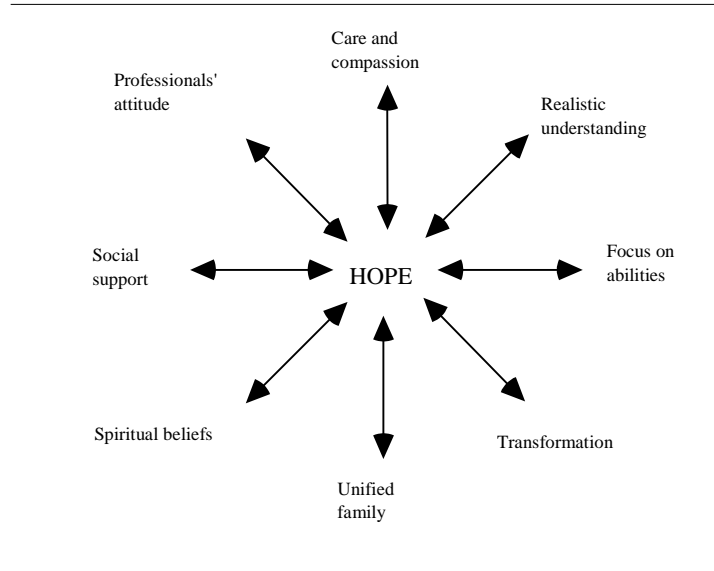 Care and
compassion
Professionals'
attitude
Realistic
understanding
Social
support
HOPE
Focus on
abilities
Spiritual beliefs
Transformation
Unified
family